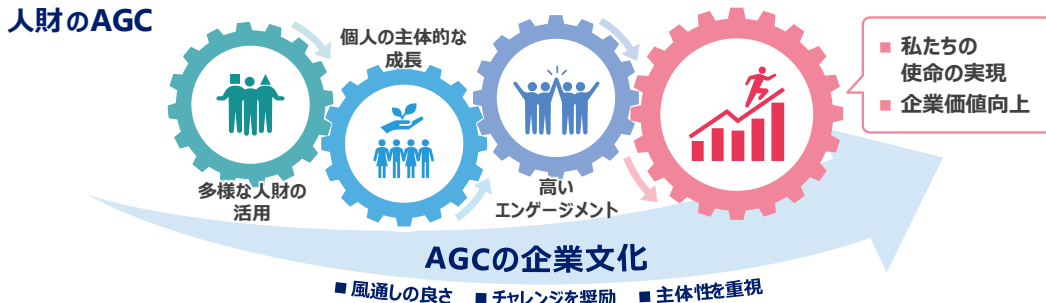 人財のAGC
個人の主体的な
成長
多様な人財の
活用
高い
エンゲージメント
■ 私たちの
使命の実現
■ 企業価値向上
AGCの企業文化
■ 風通しの良さ ■ チャレンジを奨励 ■ 主体性を重視